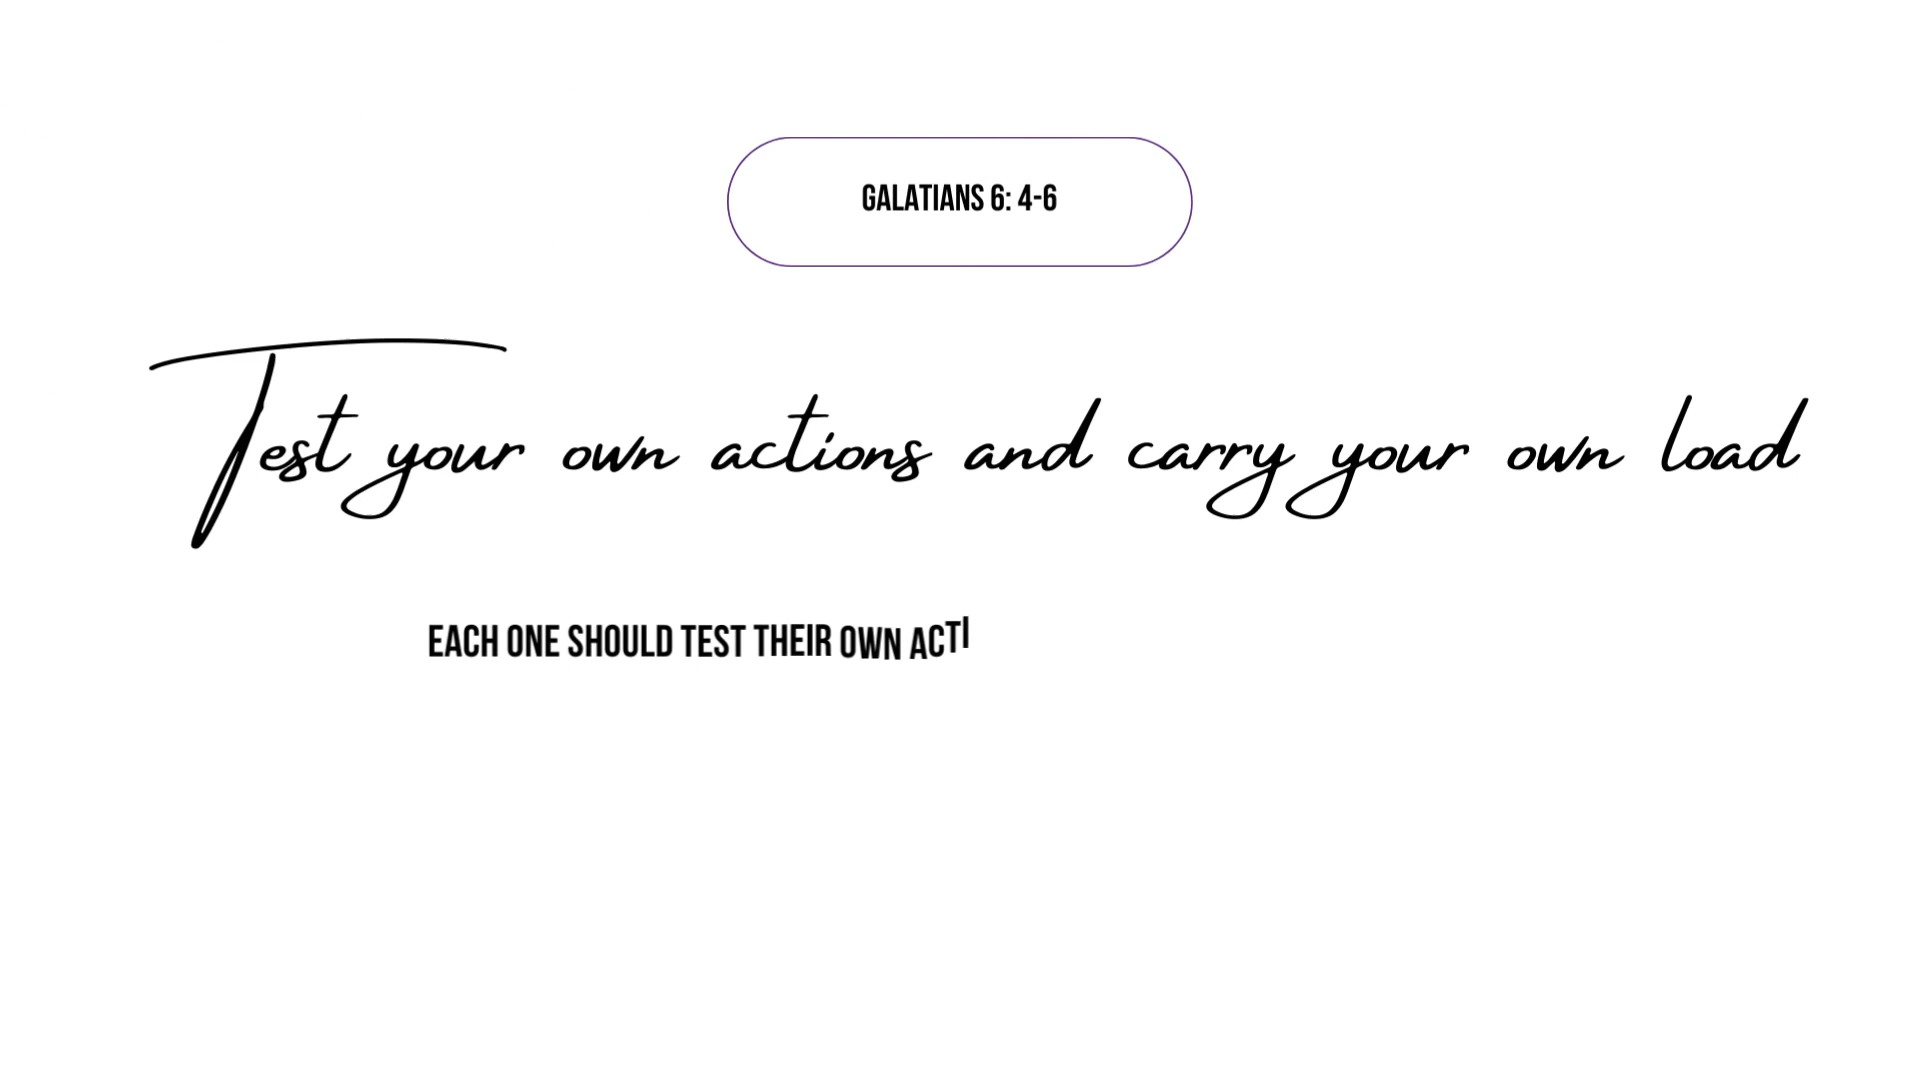 GALATIANS 6: 4-6
Test your own actions and carry your own load
EACH ONE SHOULD TEST THEIR OWN ACTI